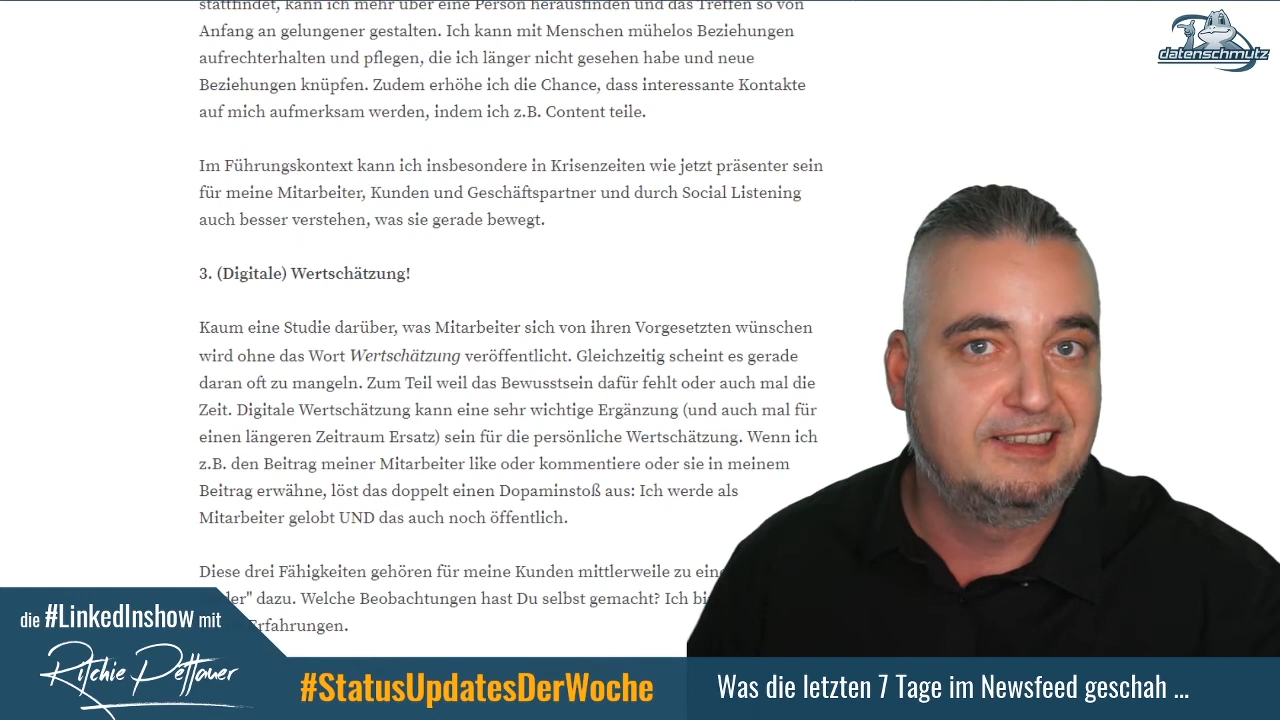 stattfindet, kann ich mehr über eine Person herausfinden und das Treffen so von
Anfang an gelungener gestalten. Ich kann mit Menschen mühelos Beziehungen
aufrechterhalten und pflegen, die ich länger nicht gesehen habe und neue
Beziehungen knüpfen. Zudem erhöhe ich die Chance, dass interessante Kontakte
auf mich aufmerksam werden, indem ich z.B. Content teile.
Im Führungskontext kann ich insbesondere in Krisenzeiten wie jetzt präsenter sein
für meine Mitarbeiter, Kunden und Geschäftspartner und durch Social Listening
auch besser verstehen, was sie gerade bewegt.
3. (Digitale) Wertschätzung!
Kaum eine Studie darüber, was Mitarbeiter sich von ihren Vorgesetzten wünschen
wird ohne das Wort Wertschätzung veröffentlicht. Gleichzeitig scheint es gerade
daran oft zu mangeln. Zum Teil weil das Bewusstsein dafür fehlt oder auch mal die
Zeit. Digitale Wertschätzung kann eine sehr wichtige Ergänzung (und auch mal für
einen längeren Zeitraum Ersatz) sein für die persönliche Wertschätzung. Wenn ich
z.B. den Beitrag meiner Mitarbeiter like oder kommentiere oder sie in meinem
Beitrag erwähne, löst das doppelt einen Dopaminstoß aus: Ich werde als
Mitarbeiter gelobt UND das auch noch öffentlich.
Diese drei Fähigkeiten gehören für meine Kunden mittlerweile zu
dazu. Welche Beobachtungen hast Du selbst gemacht? Ich
Erfahrungen.
datenschmutz
die #LinkedInshow mit
Ritchie Pettauer
#StatusUpdatesDerWoche
Was die letzten 7 Tage im Newsfeed geschah ...